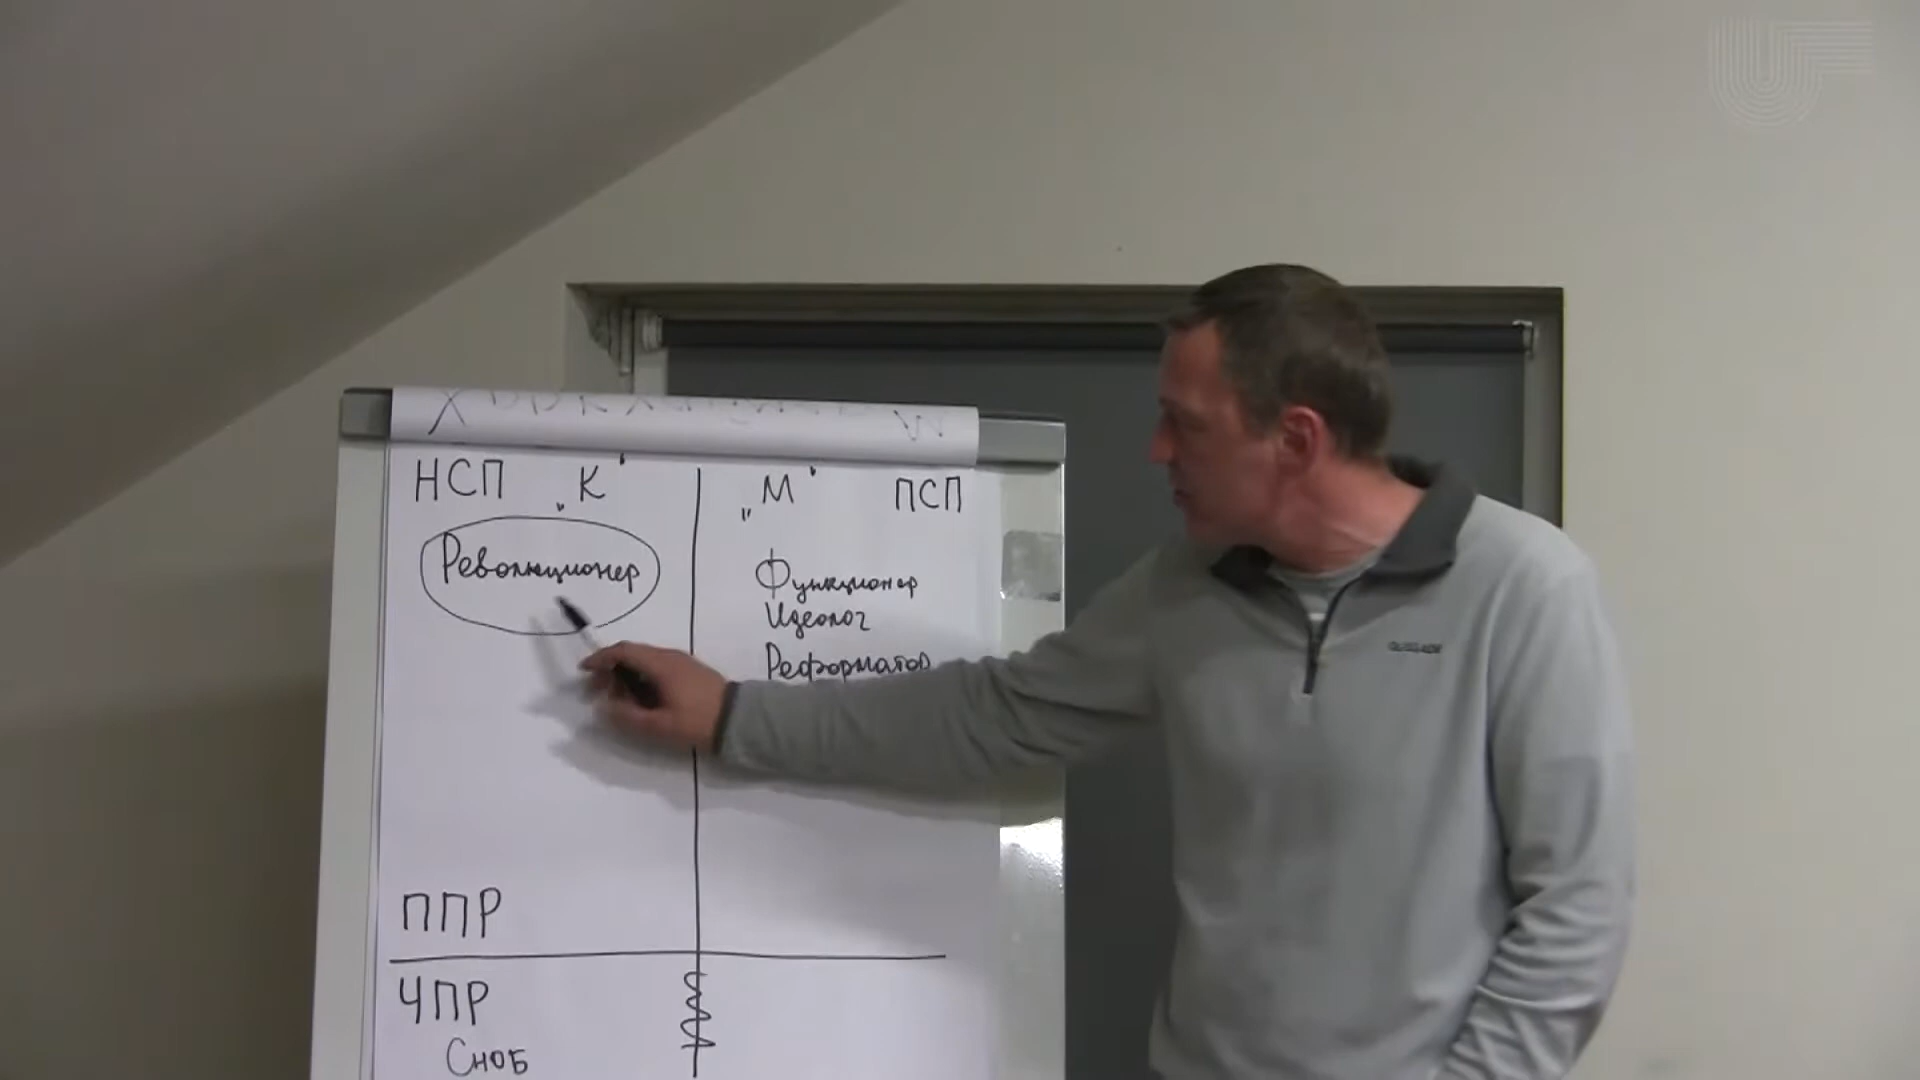 НСП „К“
„М“ ПСП
Революционер
Функционер
Идеолог
Реформатор
ППР
ЧПР
Сноб